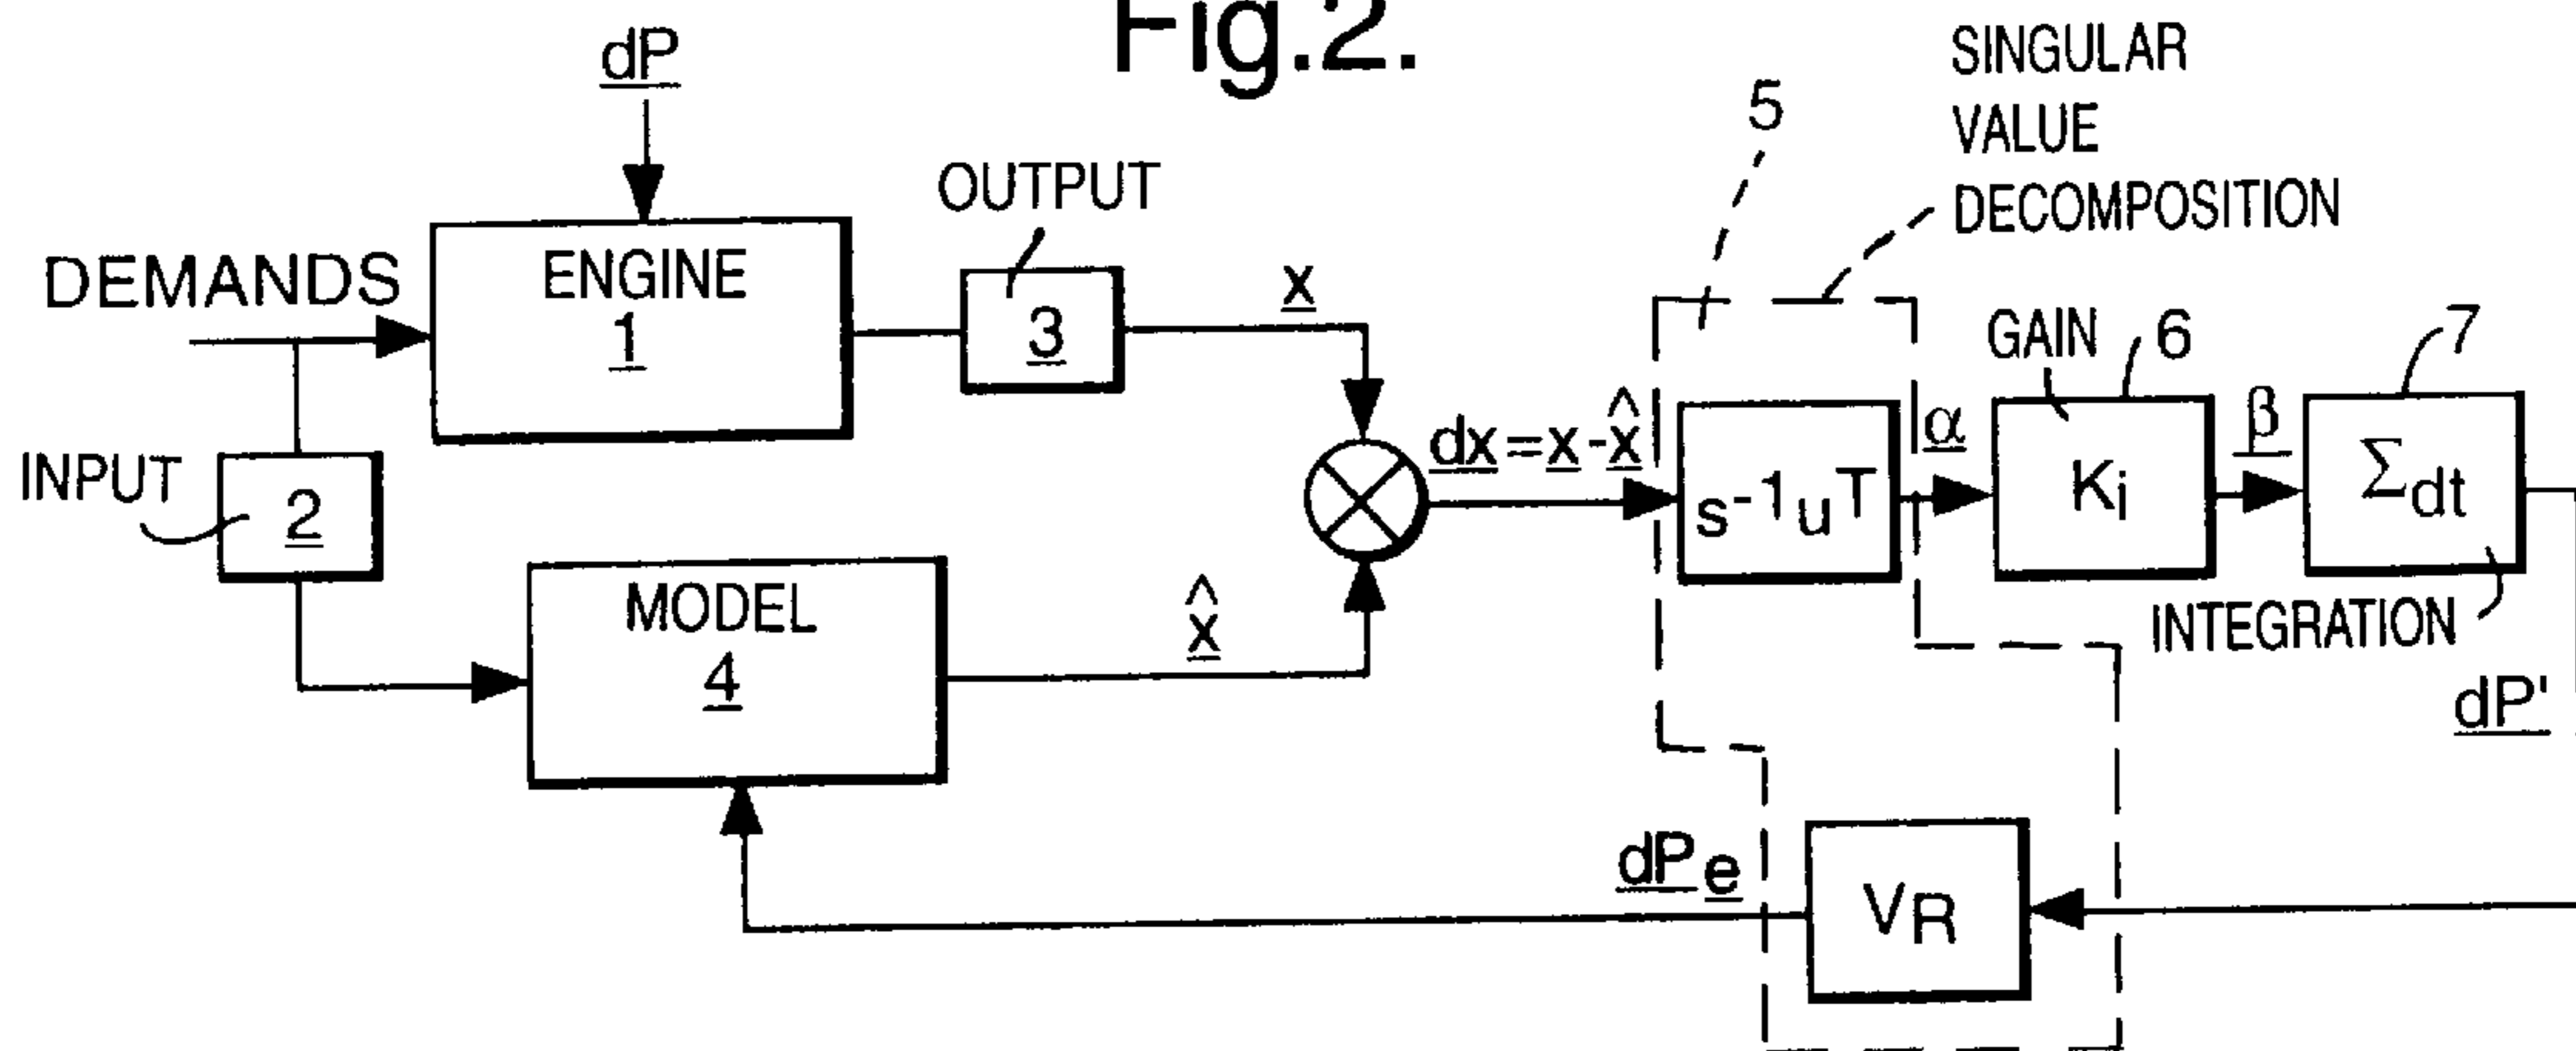 Fig.2.
dP
DEMANDS
ENGINE
1
OUTPUT
3
x
INPUT
2
MODEL
4
x̂
dx=x-x̂
5
SINGULAR
VALUE
DECOMPOSITION
s⁻¹uᵀ
α
GAIN
6
Ki
β
7
Σdt
INTEGRATION
dP'
VR
dPe